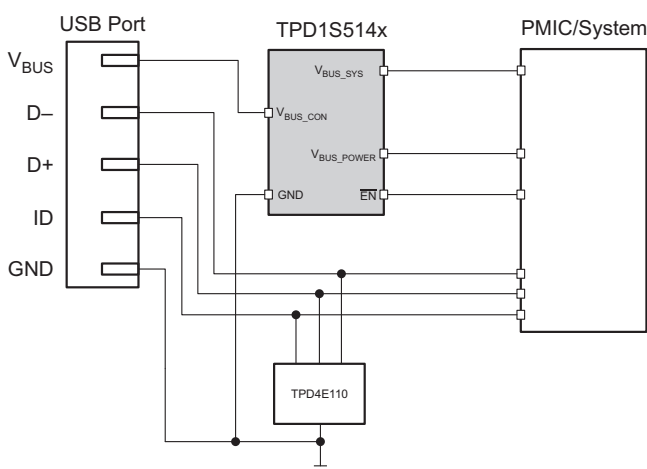 USB Port
TPD1S514x
PMIC/System
VBUS
D–
D+
ID
GND
VBUS_SYS
VBUS_CON
VBUS_POWER
GND
EN
TPD4E110